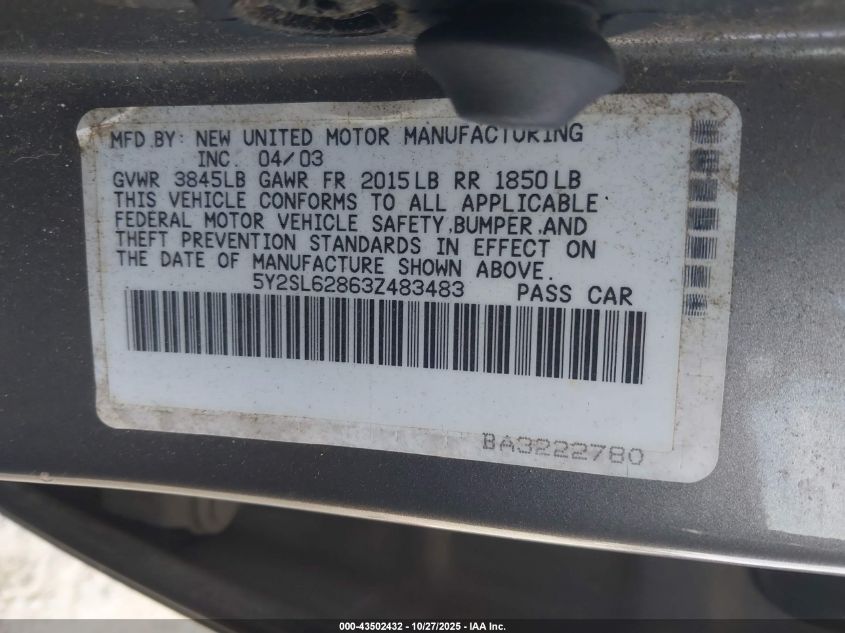 MFD.BY: NEW UNITED MOTOR MANUFACTURING
INC. 04/03
GVWR 3845LB GAWR FR 2015LB RR 1850LB
THIS VEHICLE CONFORMS TO ALL APPLICABLE
FEDERAL MOTOR VEHICLE SAFETY,BUMPER,AND
THEFT PREVENTION STANDARDS IN EFFECT ON
THE DATE OF MANUFACTURE SHOWN ABOVE.
5Y2SL62863Z483483 PASS CAR
BA3222780
000-43502432 - 10/27/2025 - IAA Inc.